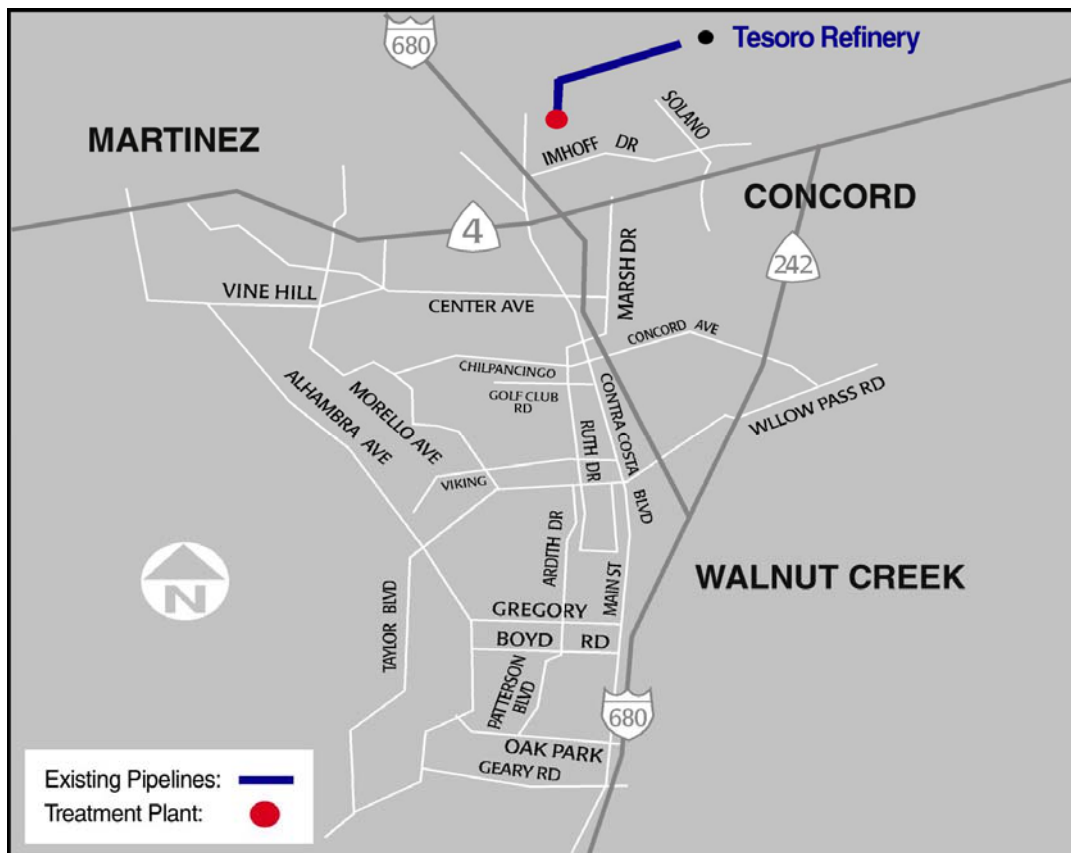 680
Tesoro Refinery
SOLANO
MARTINEZ
IMHOFF DR
CONCORD
4
242
MARSH DR
VINE HILL
CENTER AVE
CONCORD AVE
CHILPANCINGO
GOLF CLUB
RD
CONTRA COSTA
BLVD
WLLOW PASS RD
ALHAMBRA AVE
MORELLO AVE
RUTH DR
VIKING
ARDITH DR
N
WALNUT CREEK
MAIN ST
TAYLOR BLVD
GREGORY
BOYD RD
PATTERSON
BLVD
680
OAK PARK
GEARY RD
Existing Pipelines:
Treatment Plant: